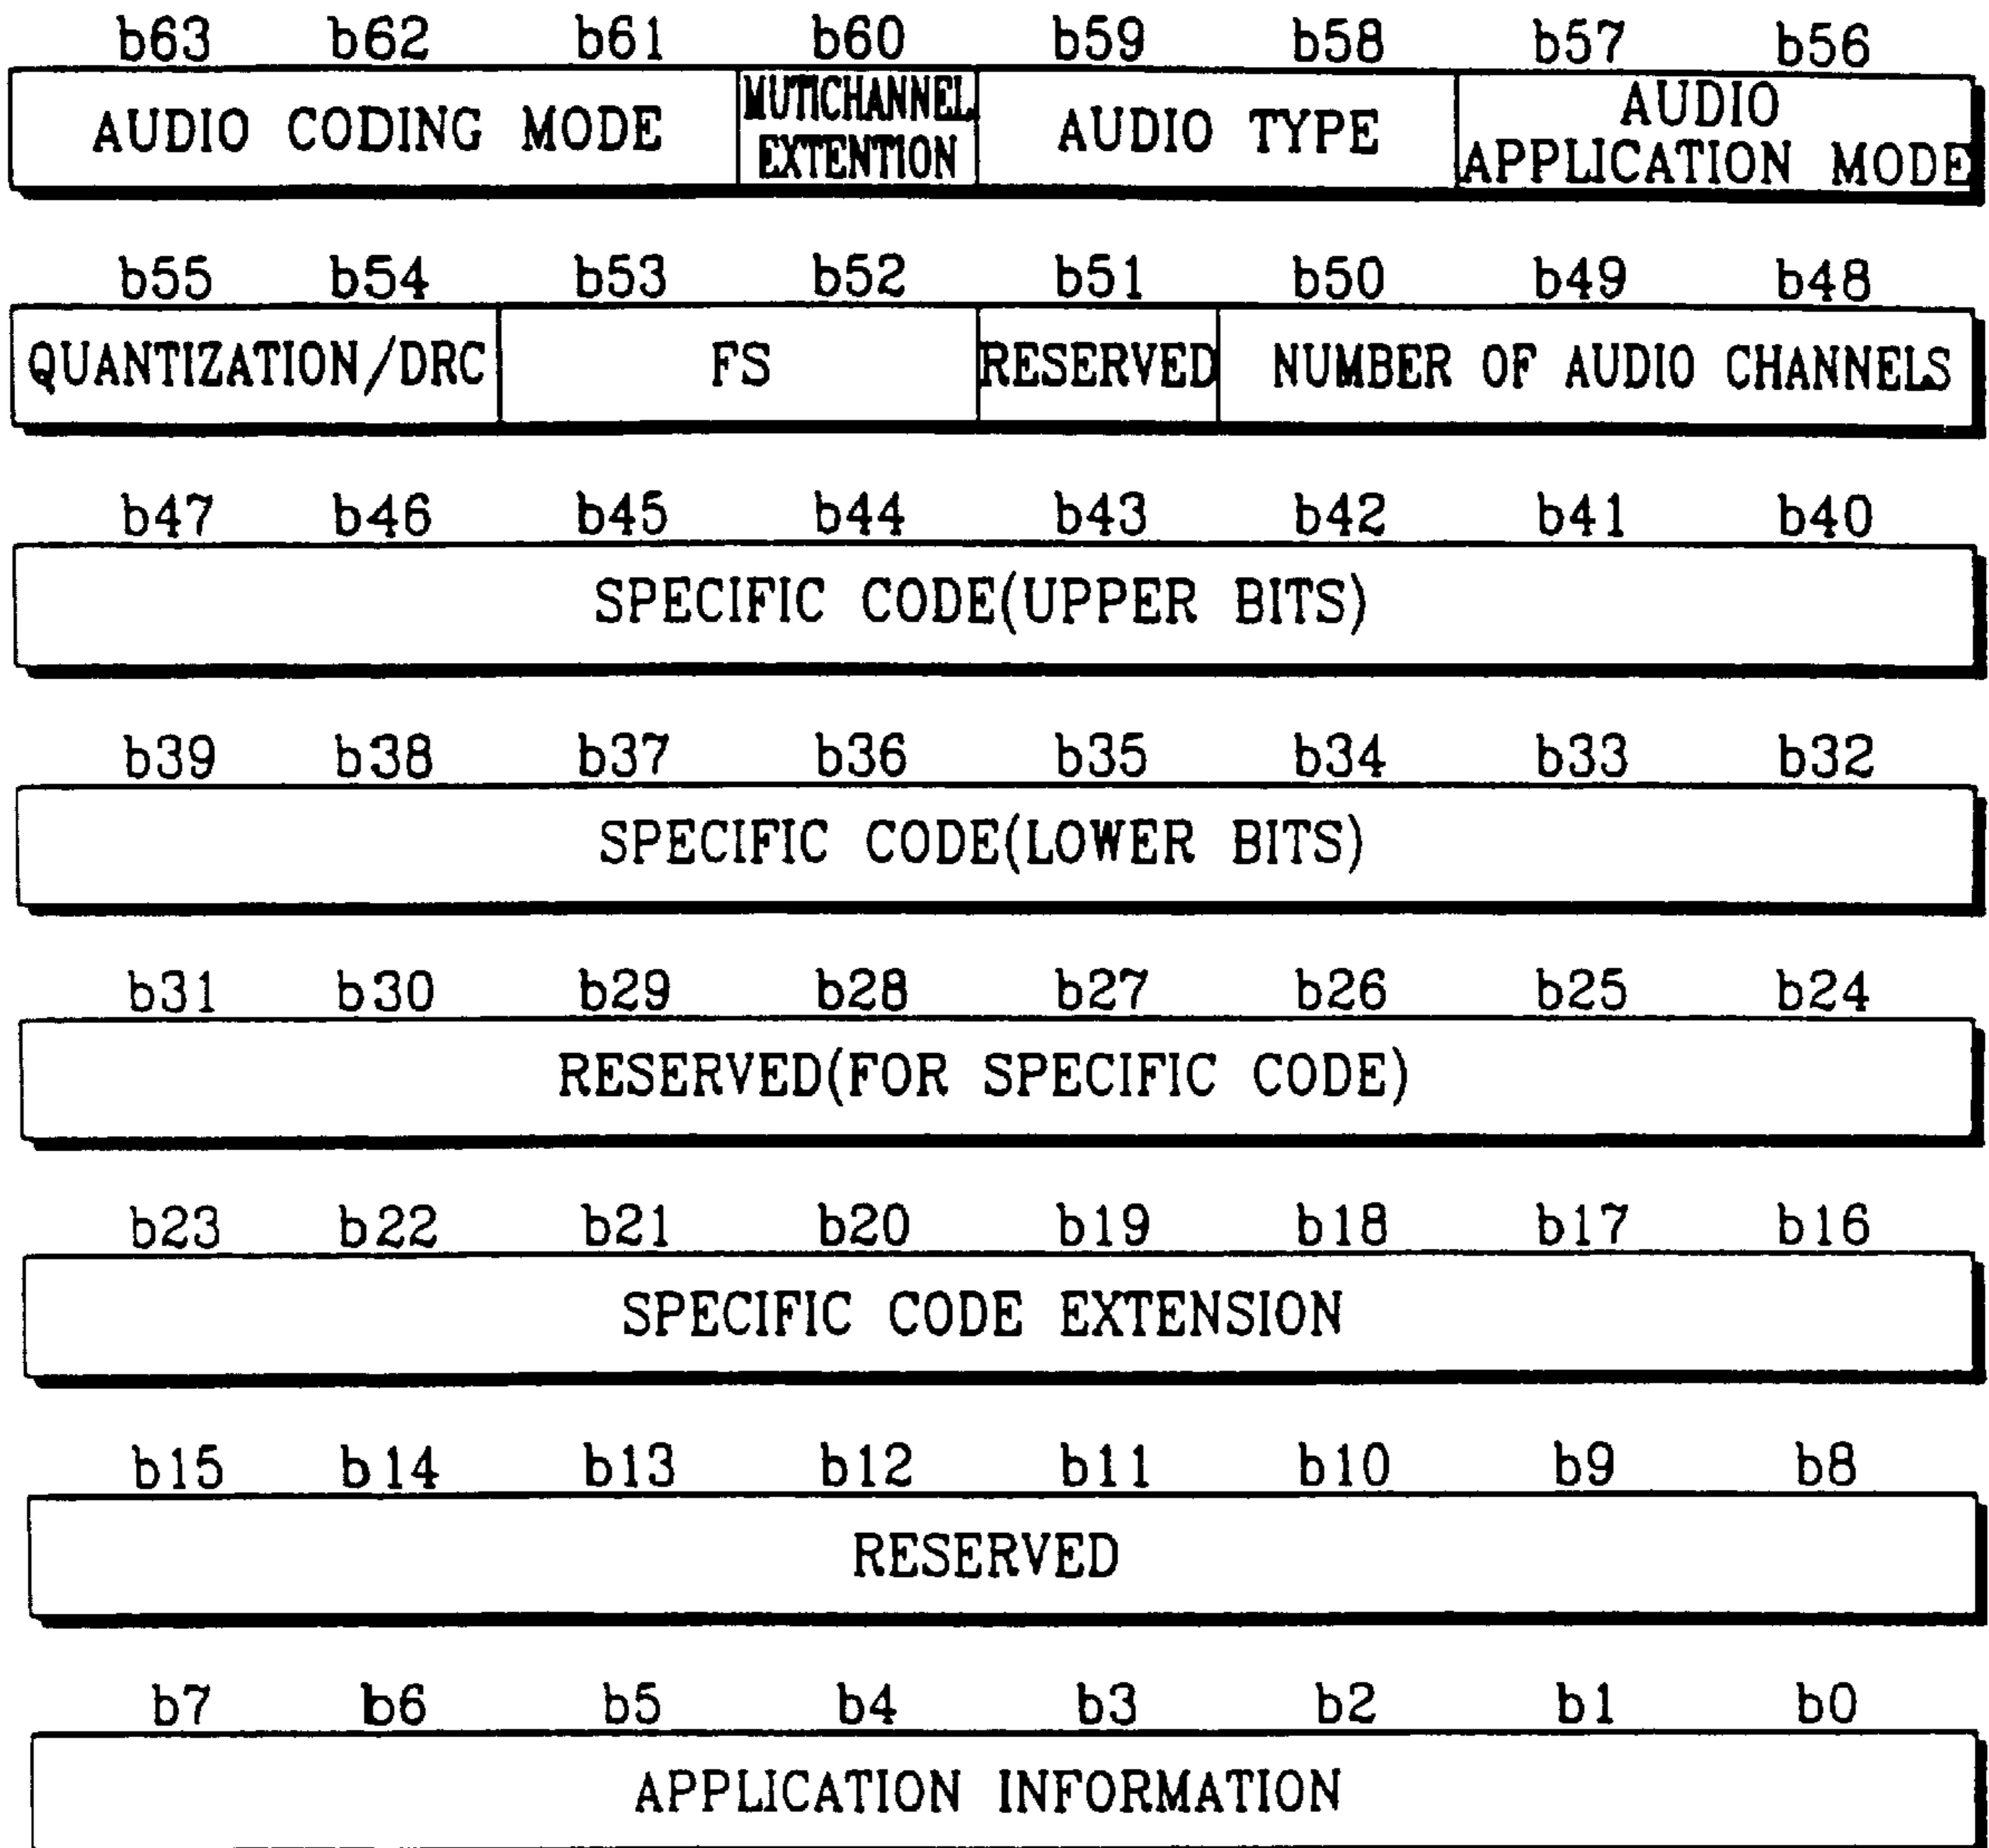 b63 b62 b61 b60 b59 b58 b57 b56
AUDIO CODING MODE
MUTICHANNEL
EXTENTION
AUDIO TYPE
AUDIO
APPLICATION MODE
b55 b54 b53 b52 b51 b50 b49 b48
QUANTIZATION/DRC FS RESERVED NUMBER OF AUDIO CHANNELS
b47 b46 b45 b44 b43 b42 b41 b40
SPECIFIC CODE(UPPER BITS)
b39 b38 b37 b36 b35 b34 b33 b32
SPECIFIC CODE(LOWER BITS)
b31 b30 b29 b28 b27 b26 b25 b24
RESERVED(FOR SPECIFIC CODE)
b23 b22 b21 b20 b19 b18 b17 b16
SPECIFIC CODE EXTENSION
b15 b14 b13 b12 b11 b10 b9 b8
RESERVED
b7 b6 b5 b4 b3 b2 b1 b0
APPLICATION INFORMATION